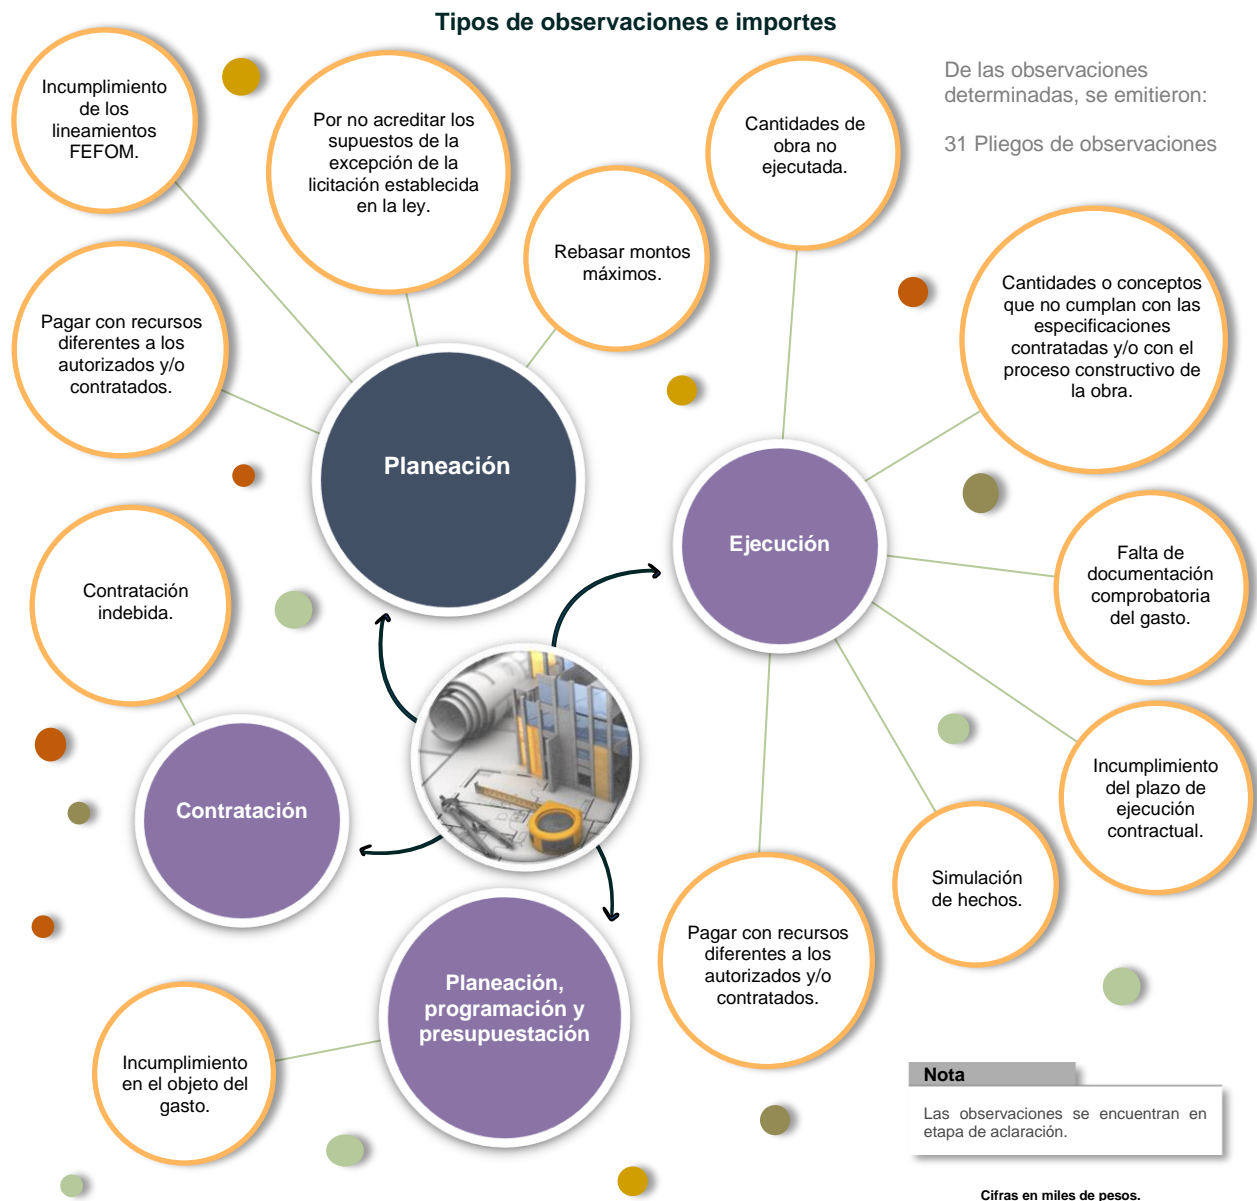 Tipos de observaciones e importes
De las observaciones
determinadas, se emitieron:
31 Pliegos de observaciones
Incumplimiento
de los
lineamientos
FEFOM.
Por no acreditar los
supuestos de la
excepción de la
licitación establecida
en la ley.
Rebasar montos
máximos.
Pagar con recursos
diferentes a los
autorizados y/o
contratados.
Planeación
Cantidades de
obra no
ejecutada.
Cantidades o conceptos
que no cumplan con las
especificaciones
contratadas y/o con el
proceso constructivo de
la obra.
Ejecución
Falta de
documentación
comprobatoria
del gasto.
Incumplimiento
del plazo de
ejecución
contractual.
Simulación
de hechos.
Pagar con recursos
diferentes a los
autorizados y/o
contratados.
Contratación
indebida.
Contratación
Planeación,
programación y
presupuestación
Incumplimiento
en el objeto del
gasto.
Nota
Las observaciones se encuentran en
etapa de aclaración.
Cifras en miles de pesos.